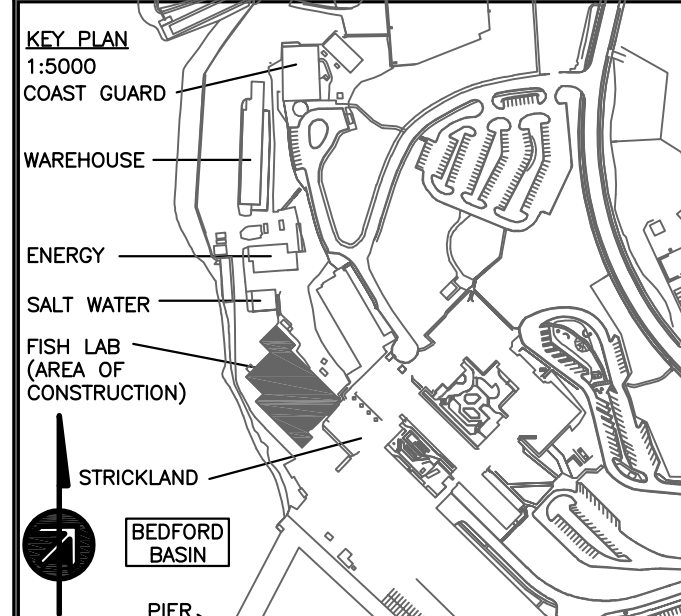 KEY PLAN
1:5000
COAST GUARD
WAREHOUSE
ENERGY
SALT WATER
FISH LAB
(AREA OF
CONSTRUCTION)
STRICKLAND
BEDFORD
BASIN
PIER